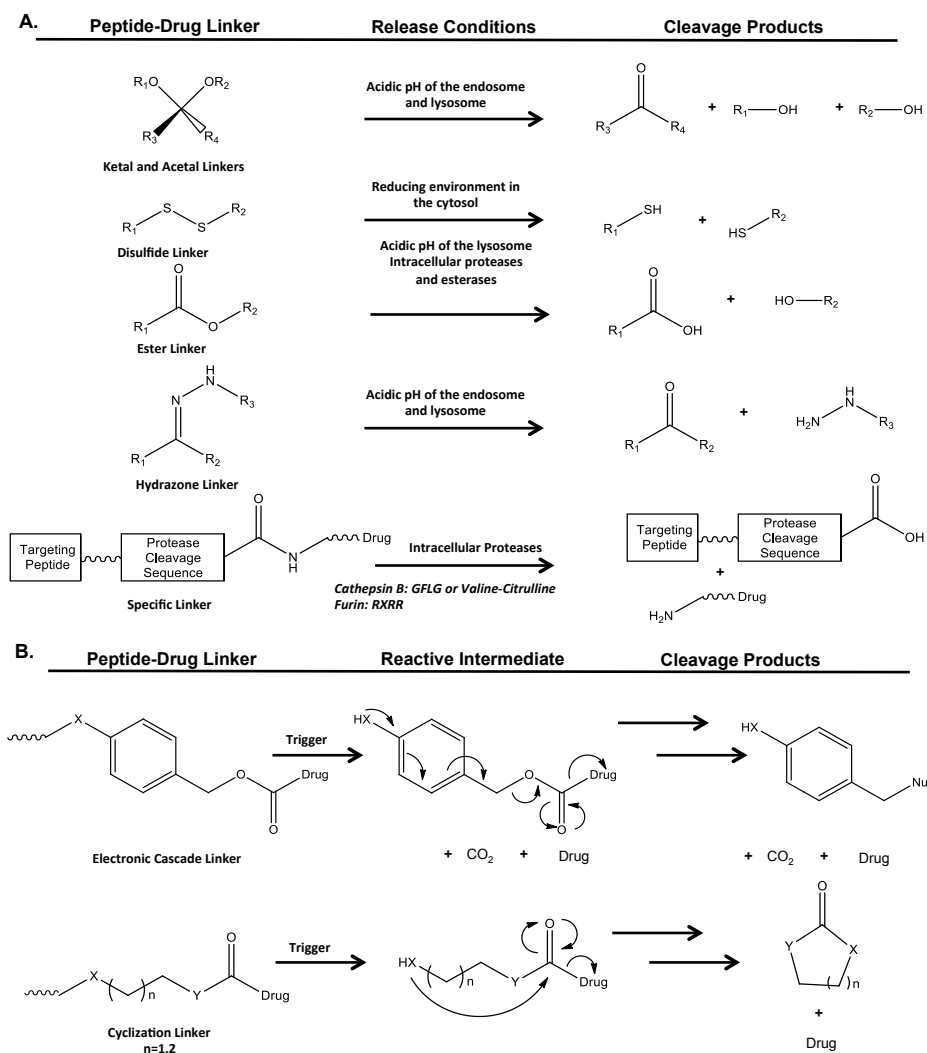 A.
Peptide-Drug Linker Release Conditions Cleavage Products
R1O OR2
R3 R4
Ketal and Acetal Linkers
Acidic pH of the endosome
and lysosome
O
R3 R4
+ R1 OH + R2 OH
S R2
R1 S
Disulfide Linker
Reducing environment in
the cytosol
SH
R1
+
R2
HS
Acidic pH of the lysosome
Intracellular proteases
and esterases
O
R1 O R2
Ester Linker
O
R1 OH
+ HO R2
H
N
N R3
R1 R2
Hydrazone Linker
Acidic pH of the endosome
and lysosome
O
R1 R2
+
H
N
H2N R3
Targeting
Peptide
Protease
Cleavage
Sequence
O
N
H
Drug
Specific Linker
Intracellular Proteases
Cathepsin B: GFLG or Valine-Citrulline
Furin: RXRR
Targeting
Peptide
Protease
Cleavage
Sequence
O
OH
+
H2N Drug
B.
Peptide-Drug Linker Reactive Intermediate Cleavage Products
X
O Drug
O
Electronic Cascade Linker
Trigger
HX
O Drug
O
+ CO2 + Drug
HX
Nu
+ CO2 + Drug
O
X ( ) n Y Drug
Cyclization Linker
n=1.2
Trigger
O
HX ( ) n Y Drug
O
Y X
( ) n
+
Drug